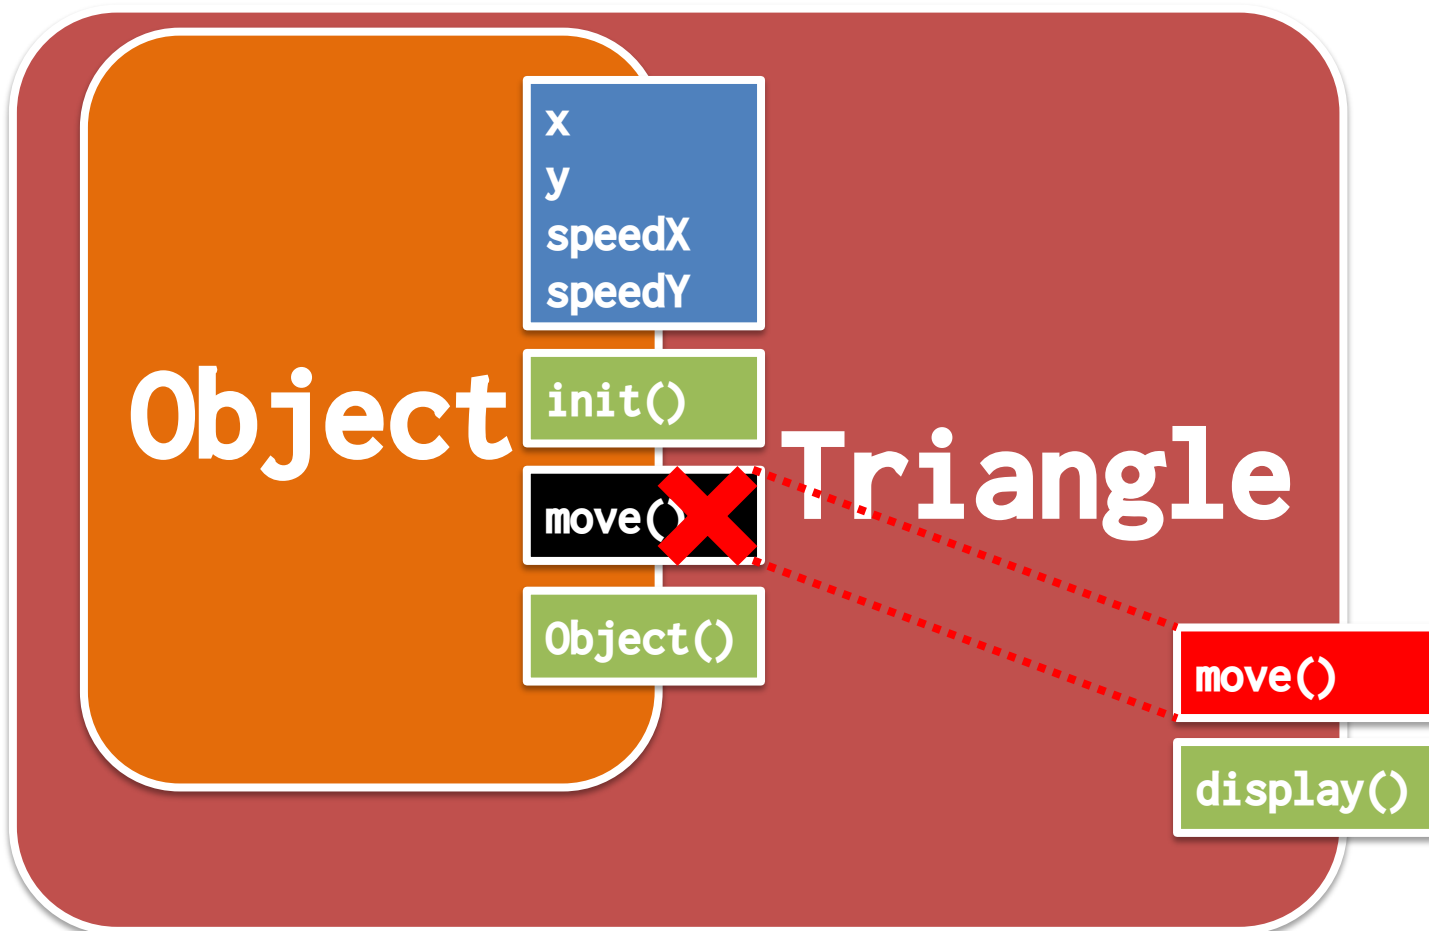 x
y
speedX
speedY
Object
init()
move()
Object()
Triangle
move()
display()